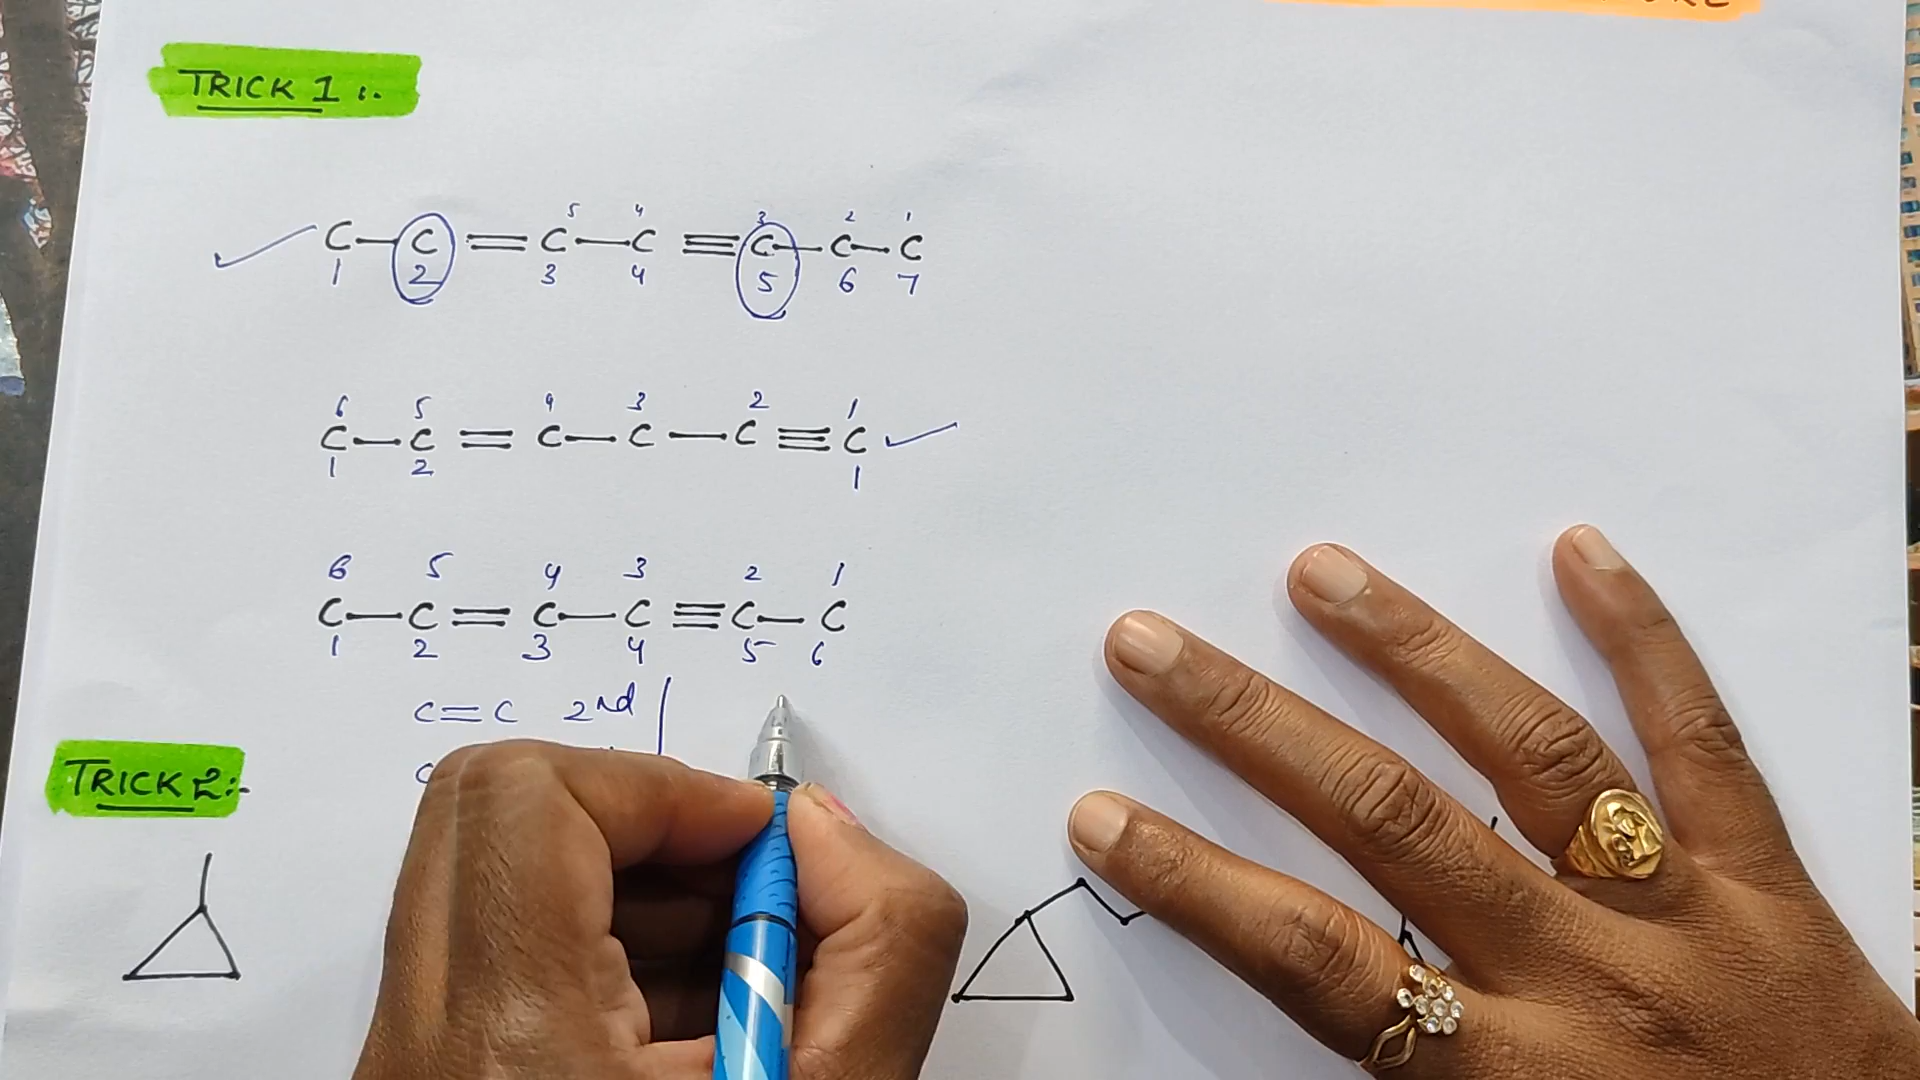 TRICK 1:.
5 4 3 2 1
C—C=C—C≡C—C—C
1 2 3 4 5 6 7
6 5 4 3 2 1
C—C=C—C—C≡C
1 2 1
6 5 4 3 2 1
C—C=C—C≡C—C
1 2 3 4 5 6
C=C 2nd
TRICK 2:-